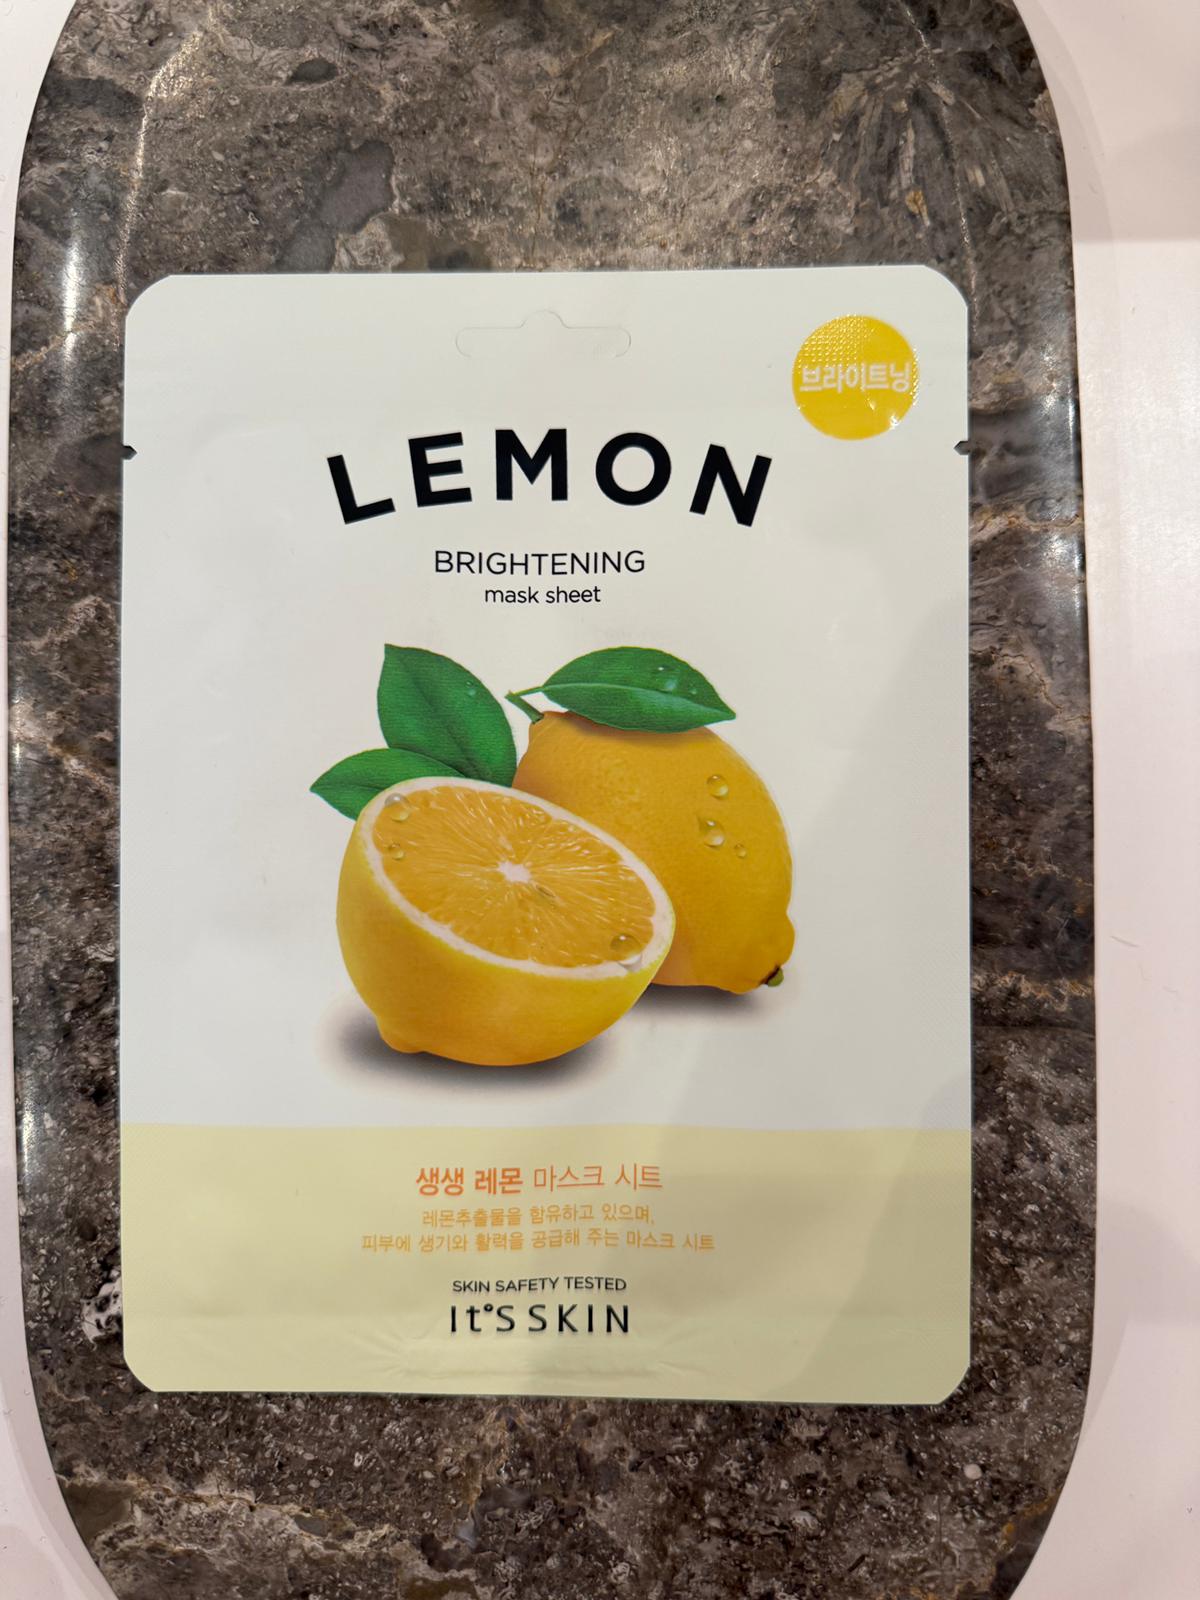 브라이트닝
LEMON
BRIGHTENING
mask sheet
생생 레몬 마스크 시트
레몬추출물을 함유하고 있으며,
피부에 생기와 활력을 공급해 주는 마스크 시트
SKIN SAFETY TESTED
It'S SKIN